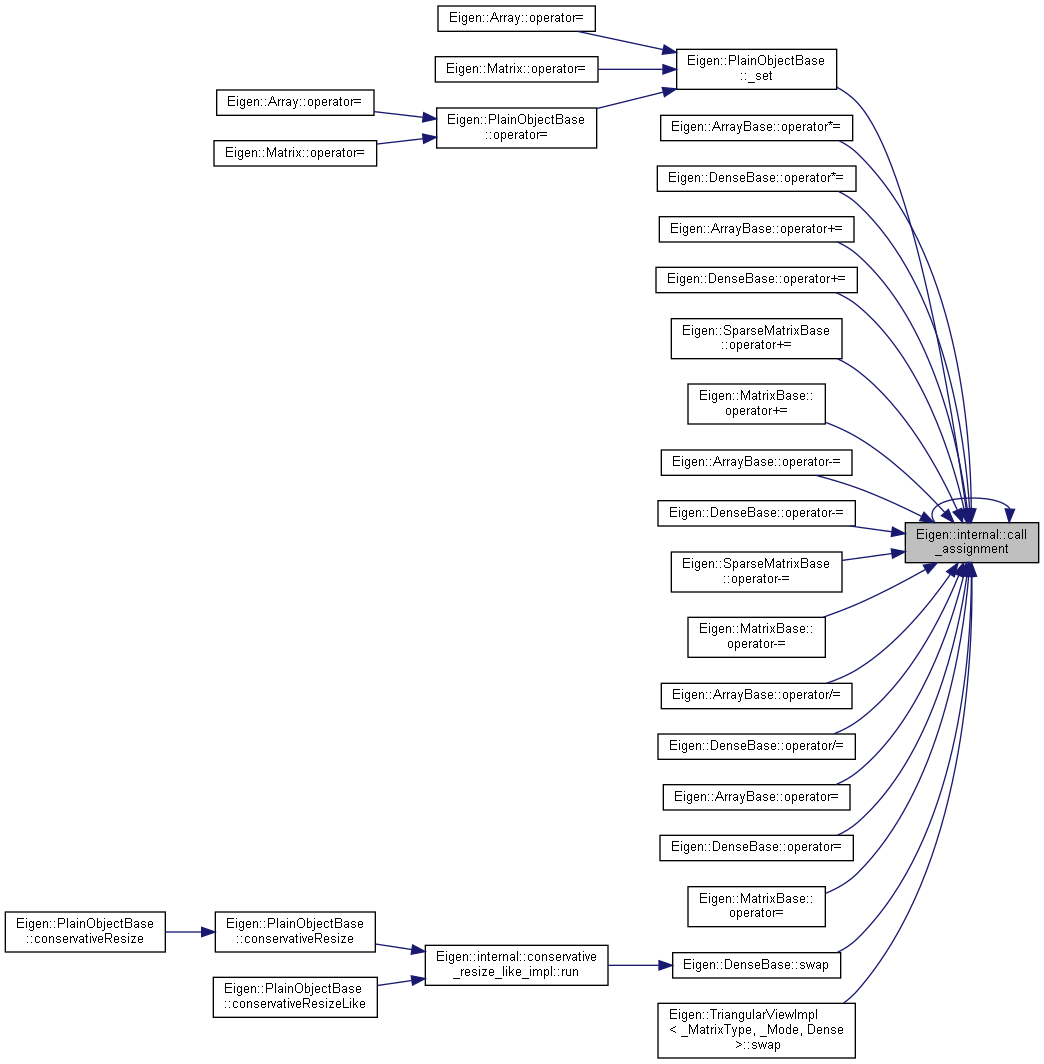 Eigen::Array::operator=
Eigen::Matrix::operator=
Eigen::Array::operator=
Eigen::Matrix::operator=
Eigen::PlainObjectBase
::operator=
Eigen::PlainObjectBase
::_set
Eigen::ArrayBase::operator*=
Eigen::DenseBase::operator*=
Eigen::ArrayBase::operator+=
Eigen::DenseBase::operator+=
Eigen::SparseMatrixBase
::operator+=
Eigen::MatrixBase::
operator+=
Eigen::ArrayBase::operator-=
Eigen::DenseBase::operator-=
Eigen::internal::call
_assignment
Eigen::SparseMatrixBase
::operator-=
Eigen::MatrixBase::
operator-=
Eigen::ArrayBase::operator/=
Eigen::DenseBase::operator/=
Eigen::ArrayBase::operator=
Eigen::DenseBase::operator=
Eigen::MatrixBase::
operator=
Eigen::PlainObjectBase
::conservativeResize
Eigen::PlainObjectBase
::conservativeResize
Eigen::PlainObjectBase
::conservativeResizeLike
Eigen::internal::conservative
_resize_like_impl::run
Eigen::DenseBase::swap
Eigen::TriangularViewImpl
< _MatrixType, _Mode, Dense
>::swap